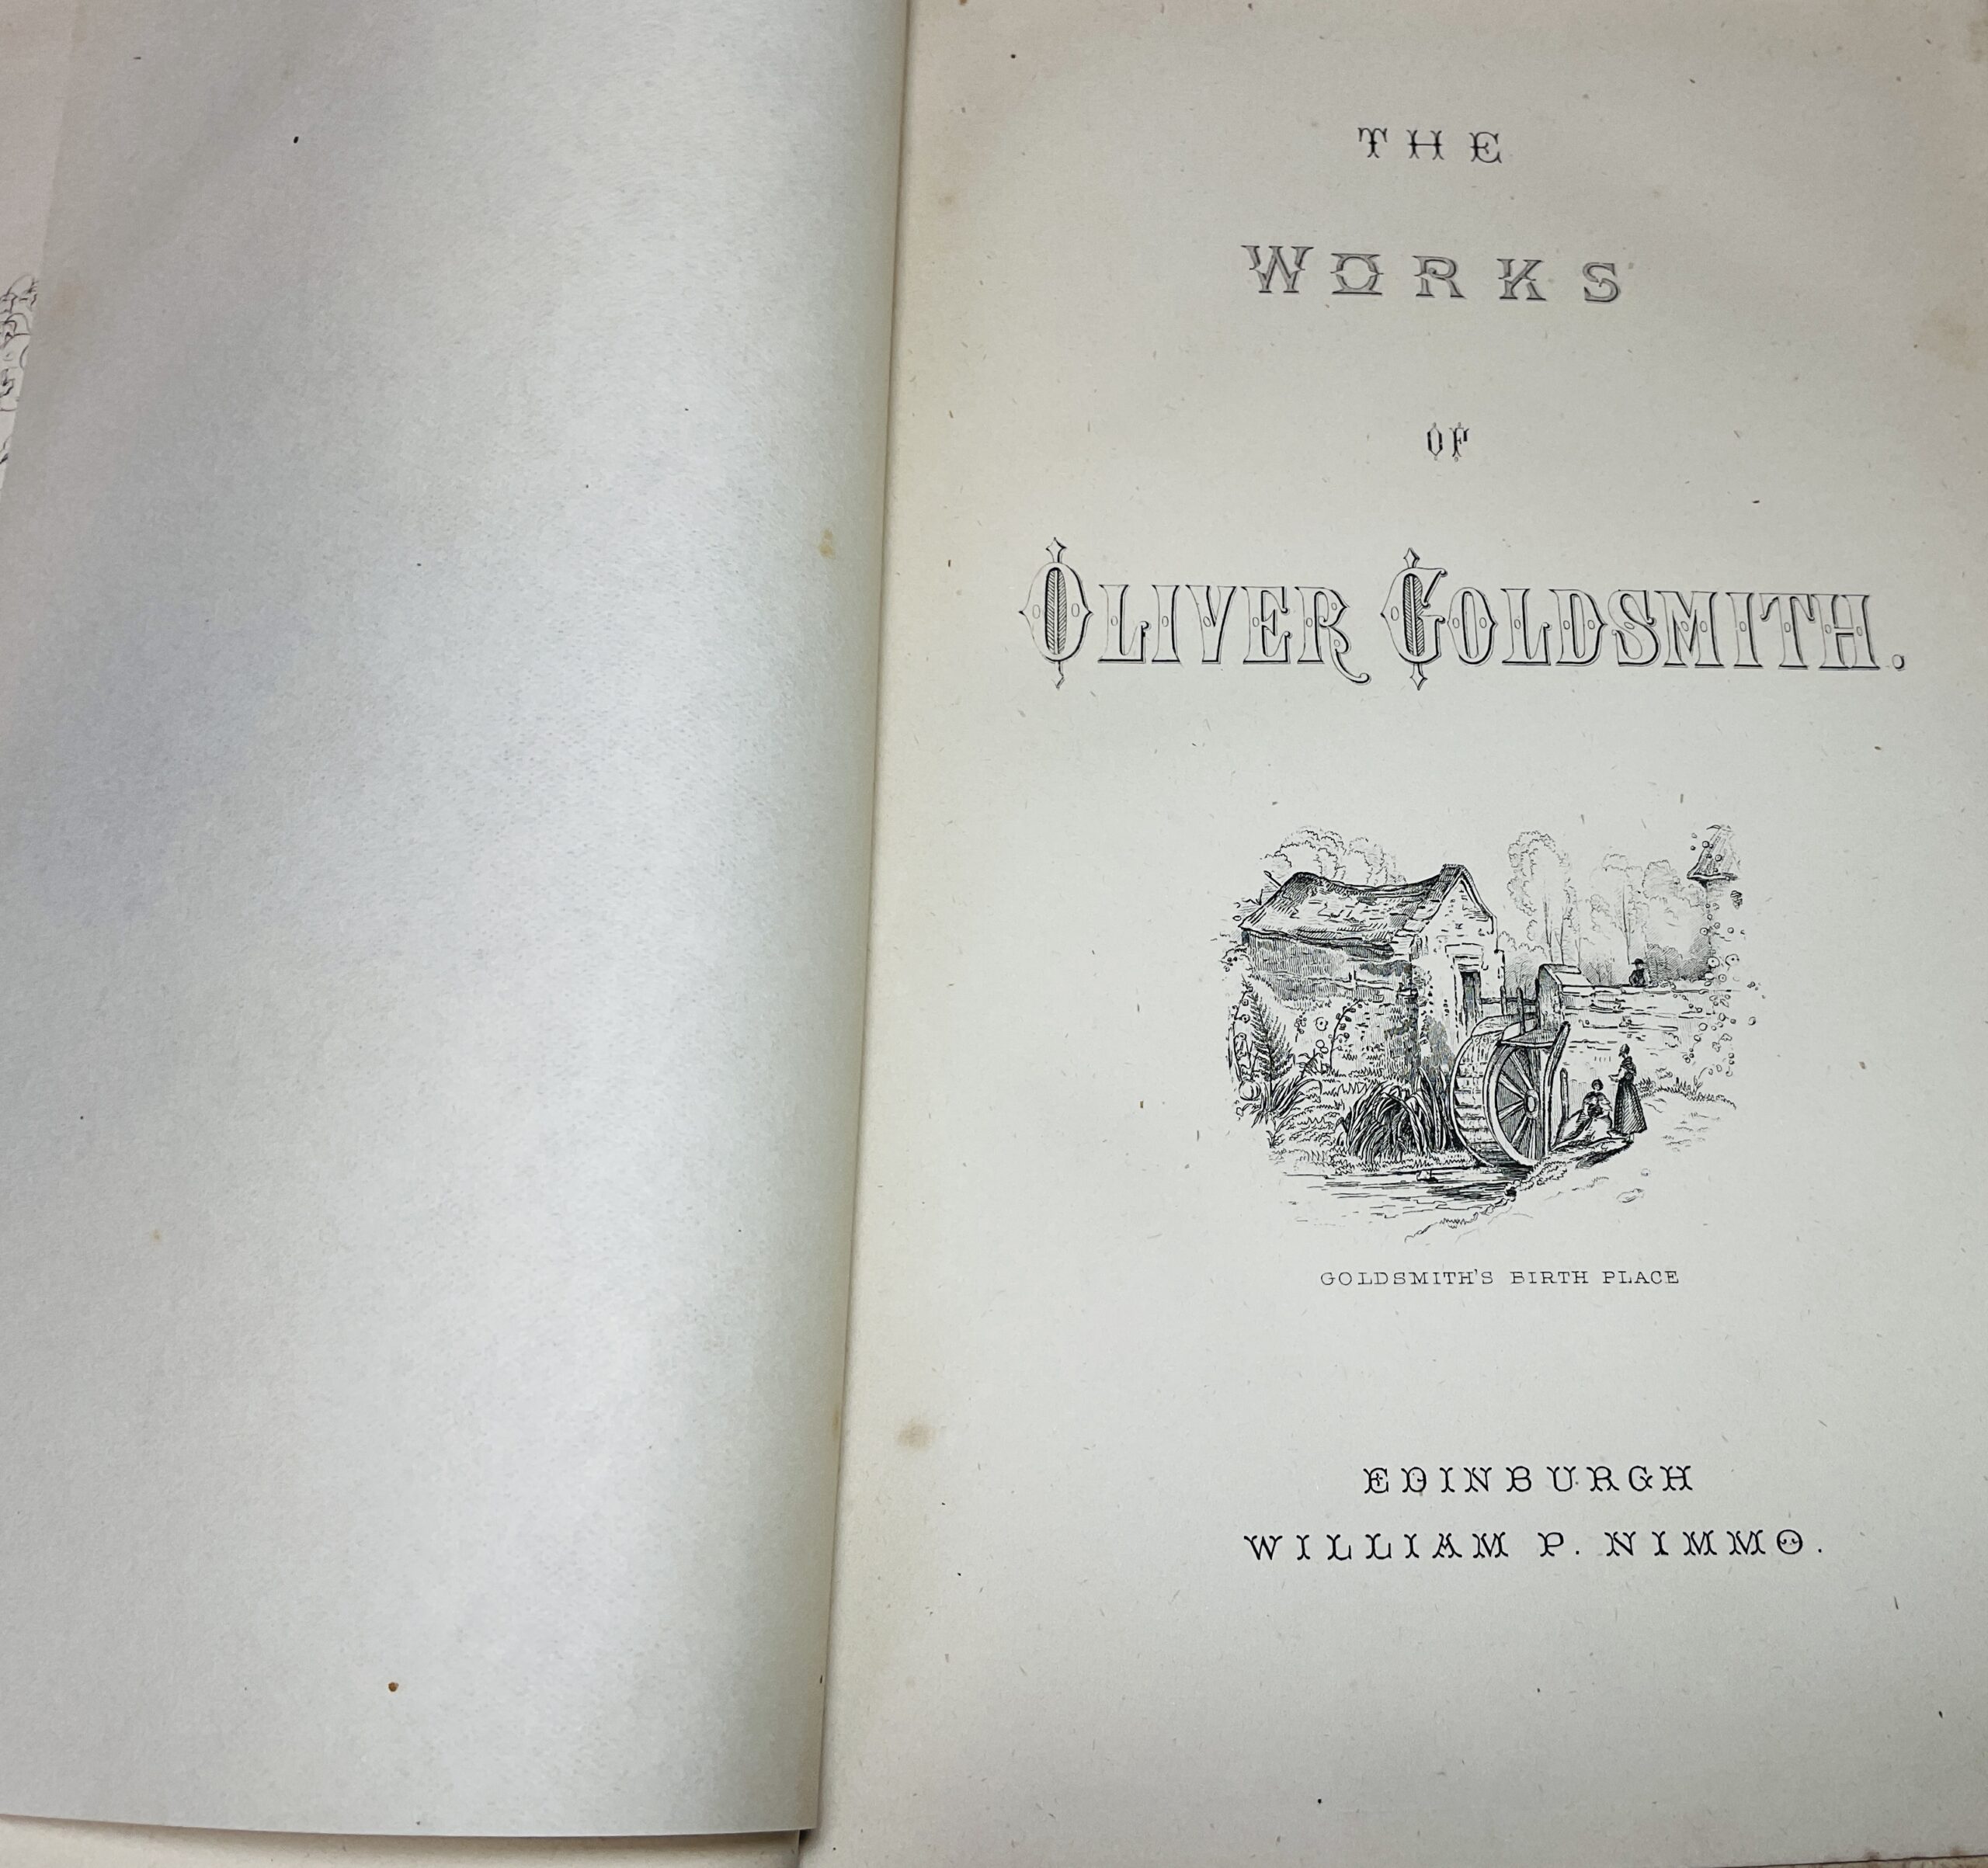 THE
WORKS
OF
OLIVER GOLDSMITH.
GOLDSMITH'S BIRTH PLACE
EDINBURGH
WILLIAM P. NIMMO.